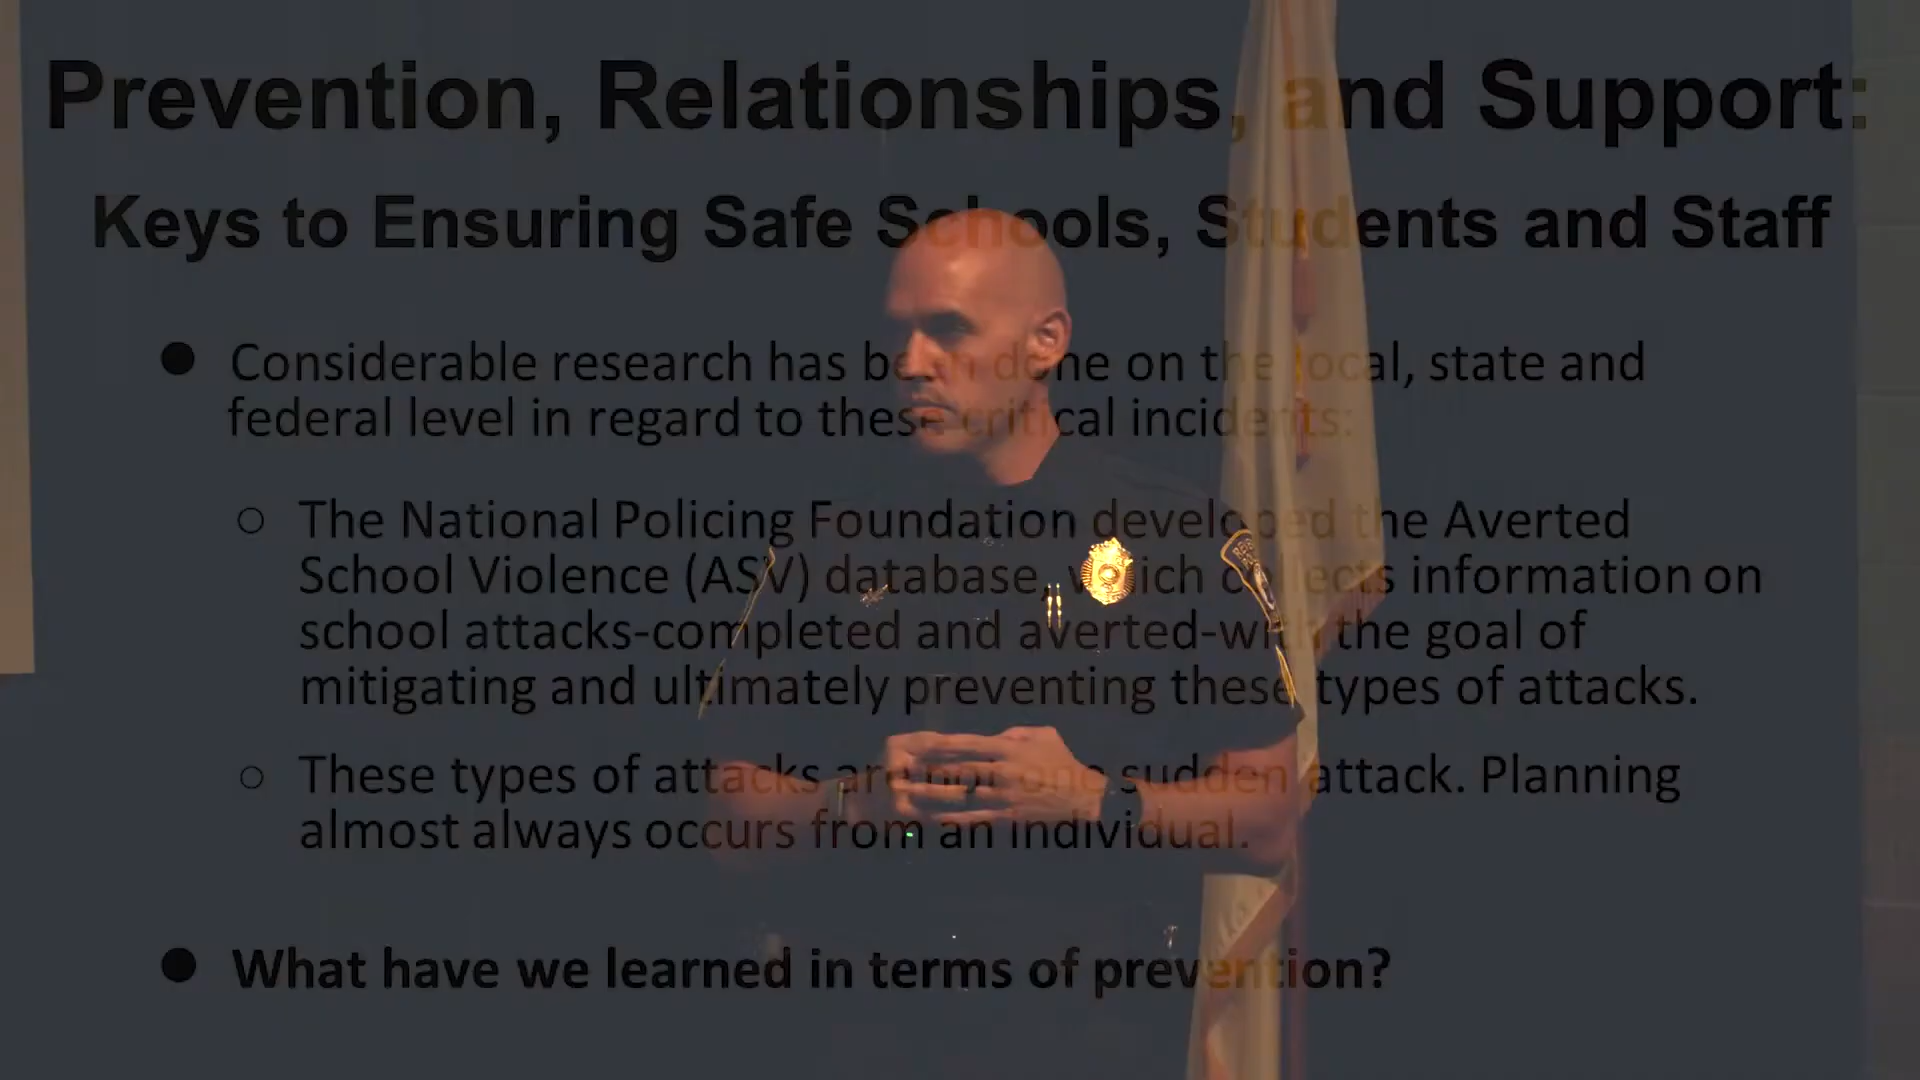 Prevention, Relationships, and Support:
Keys to Ensuring Safe Schools, Students and Staff
● Considerable research has been done on the local, state and
federal level in regard to these critical incidents:
○ The National Policing Foundation developed the Averted
School Violence (ASV) database, which collects information on
school attacks-completed and averted-with the goal of
mitigating and ultimately preventing these types of attacks.
○ These types of attacks are not one sudden attack. Planning
almost always occurs from an individual.
● What have we learned in terms of prevention?